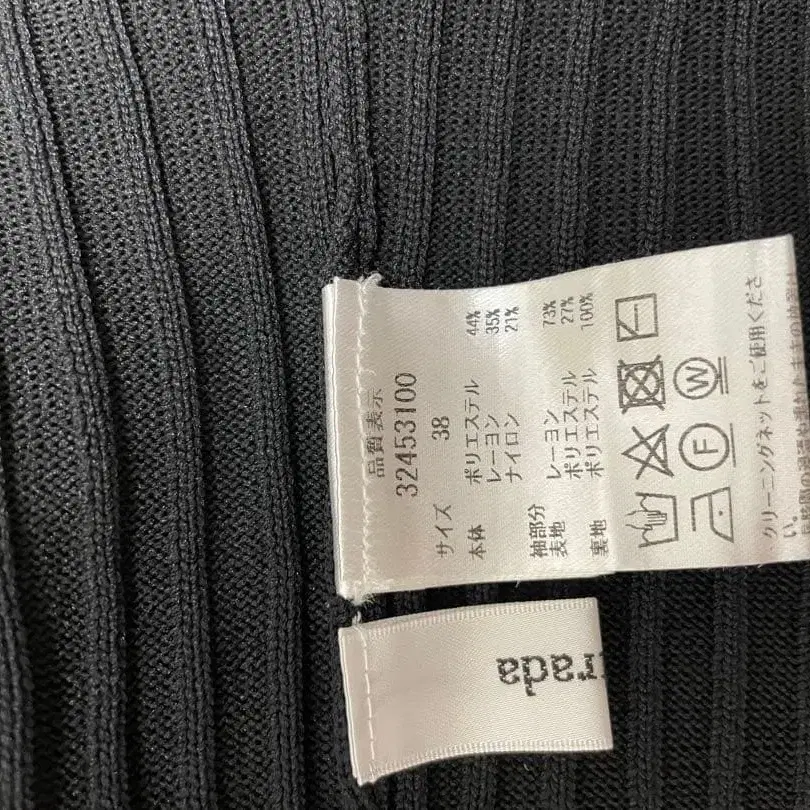 品質表示
32453100
サイズ 38
本体 ポリエステル 44%
レーヨン 35%
ナイロン 21%
袖部分
表地 レーヨン 73%
ポリエステル 27%
裏地 ポリエステル 100%
F W
クリーニングネットをご使用くださ
い。
rada